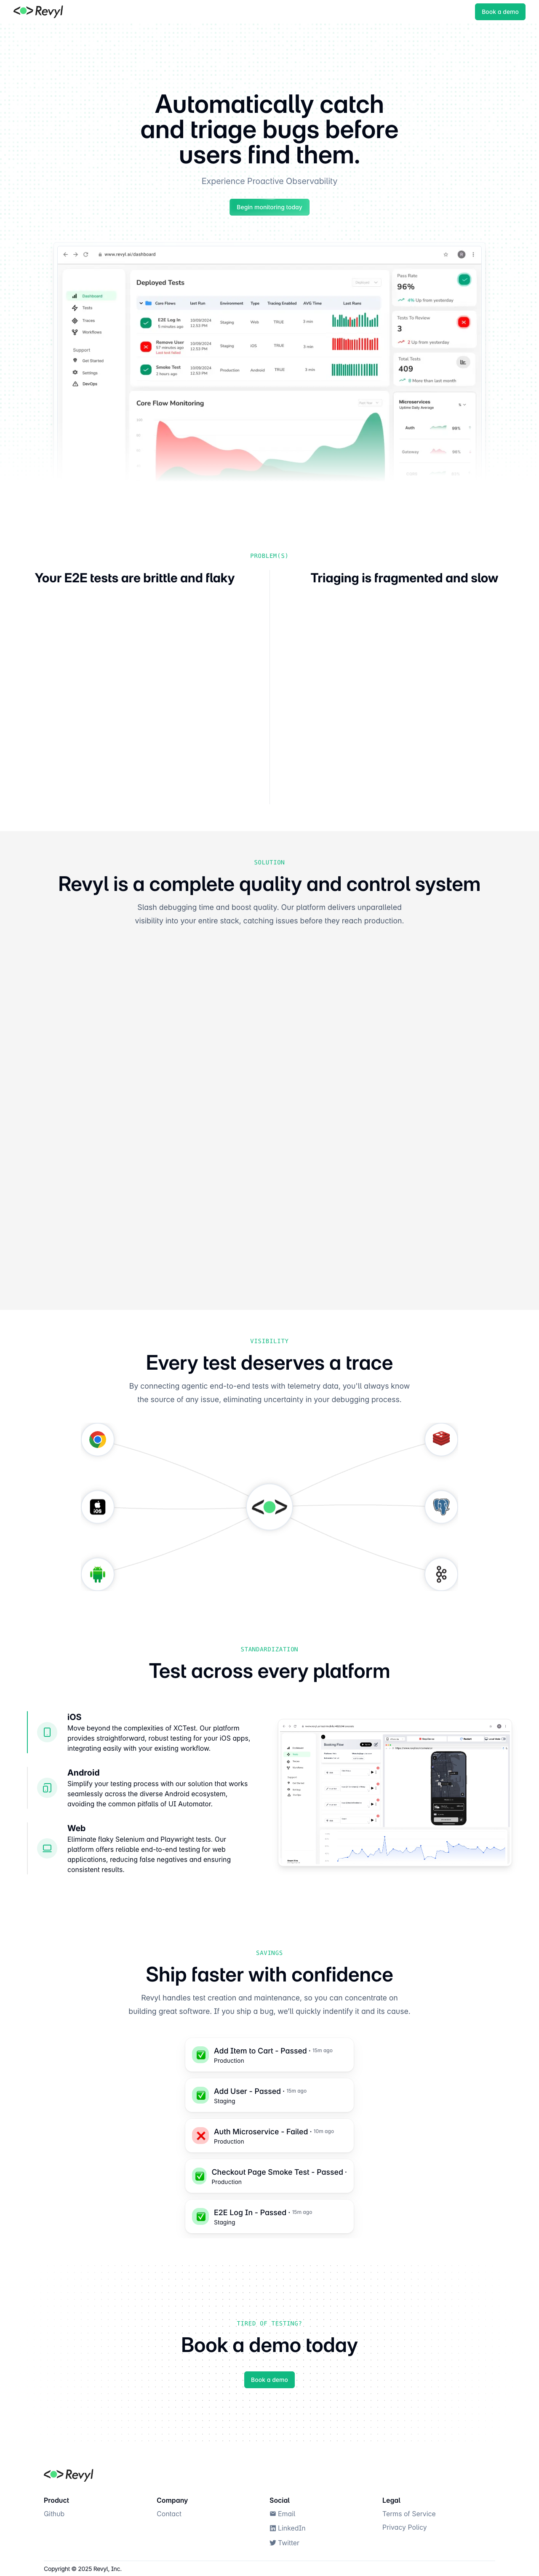 Revyl
Book a demo
Automatically catch
and triage bugs before
users find them.
Experience Proactive Observability
Begin monitoring today
www.revyl.ai/dashboard
Dashboard
Tests
Traces
Workflows
Support
Get Started
Settings
DevOps
Deployed Tests
Core Flows Last Run Environment Type Tracing Enabled AVG Time Last Runs
E2E Log In
5 minutes ago
10/09/2024
12:53 PM
Staging Web TRUE 5 min
Remove User
57 minutes ago
Last test failed
10/09/2024
12:53 PM
Staging iOS TRUE 3 min
Smoke Test
2 hours ago
10/09/2024
12:53 PM
Production Android TRUE 3 min
Core Flow Monitoring
Pass Rate
96%
4% Up from yesterday
Tests To Review
3
2 Up from yesterday
Total Tests
409
8 More than last month
Microservices
Uptime Daily Average
Auth 99%
Gateway 96%
PROBLEM(S)
Your E2E tests are brittle and flaky
Triaging is fragmented and slow
SOLUTION
Revyl is a complete quality and control system
Slash debugging time and boost quality. Our platform delivers unparalleled
visibility into your entire stack, catching issues before they reach production.
VISIBILITY
Every test deserves a trace
By connecting agentic end-to-end tests with telemetry data, you'll always know
the source of any issue, eliminating uncertainty in your debugging process.
iOS
STANDARDIZATION
Test across every platform
iOS
Move beyond the complexities of XCTest. Our platform
provides straightforward, robust testing for your iOS apps,
integrating easily with your existing workflow.
Android
Simplify your testing process with our solution that works
seamlessly across the diverse Android ecosystem,
avoiding the common pitfalls of UI Automator.
Web
Eliminate flaky Selenium and Playwright tests. Our
platform offers reliable end-to-end testing for web
applications, reducing false negatives and ensuring
consistent results.
SAVINGS
Ship faster with confidence
Revyl handles test creation and maintenance, so you can concentrate on
building great software. If you ship a bug, we'll quickly indentify it and its cause.
Add Item to Cart - Passed · 15m ago
Production
Add User - Passed · 15m ago
Staging
Auth Microservice - Failed · 10m ago
Production
Checkout Page Smoke Test - Passed ·
Production
E2E Log In - Passed · 15m ago
Staging
TIRED OF TESTING?
Book a demo today
Book a demo
Revyl
Product
Github
Company
Contact
Social
Email
LinkedIn
Twitter
Legal
Terms of Service
Privacy Policy
Copyright © 2025 Revyl, Inc.